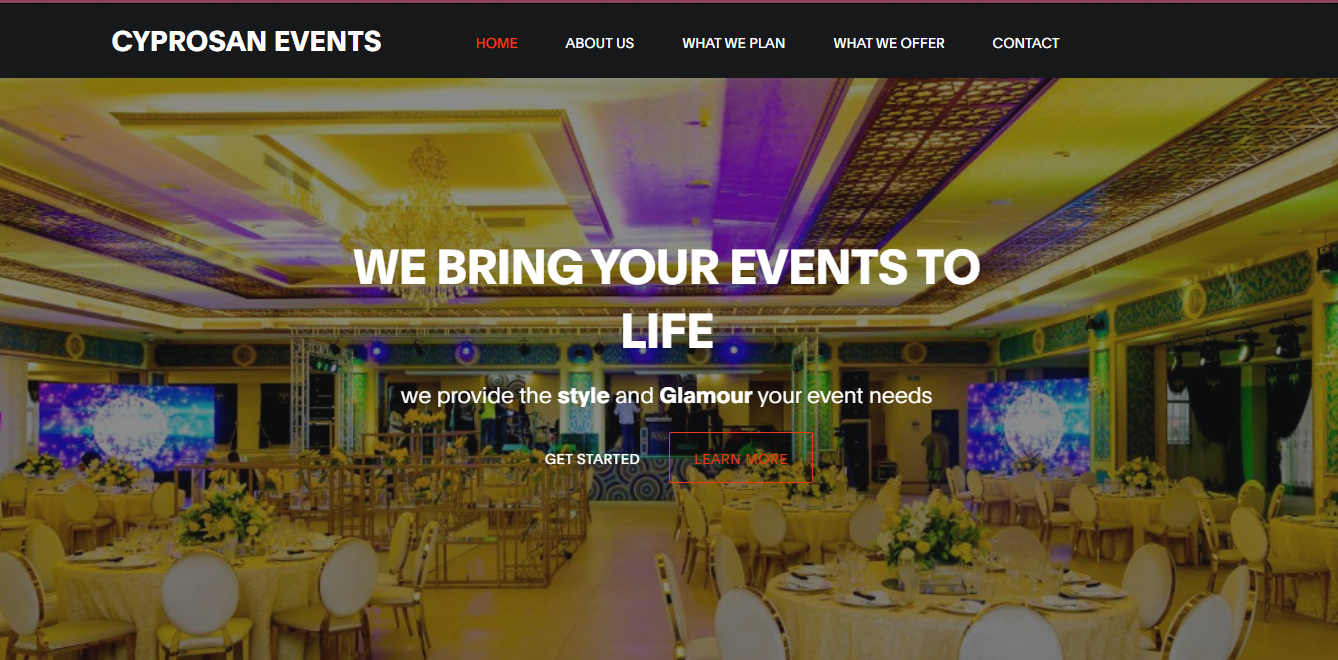 CYPROSAN EVENTS
HOME ABOUT US WHAT WE PLAN WHAT WE OFFER CONTACT
WE BRING YOUR EVENTS TO
LIFE
we provide the style and Glamour your event needs
GET STARTED LEARN MORE